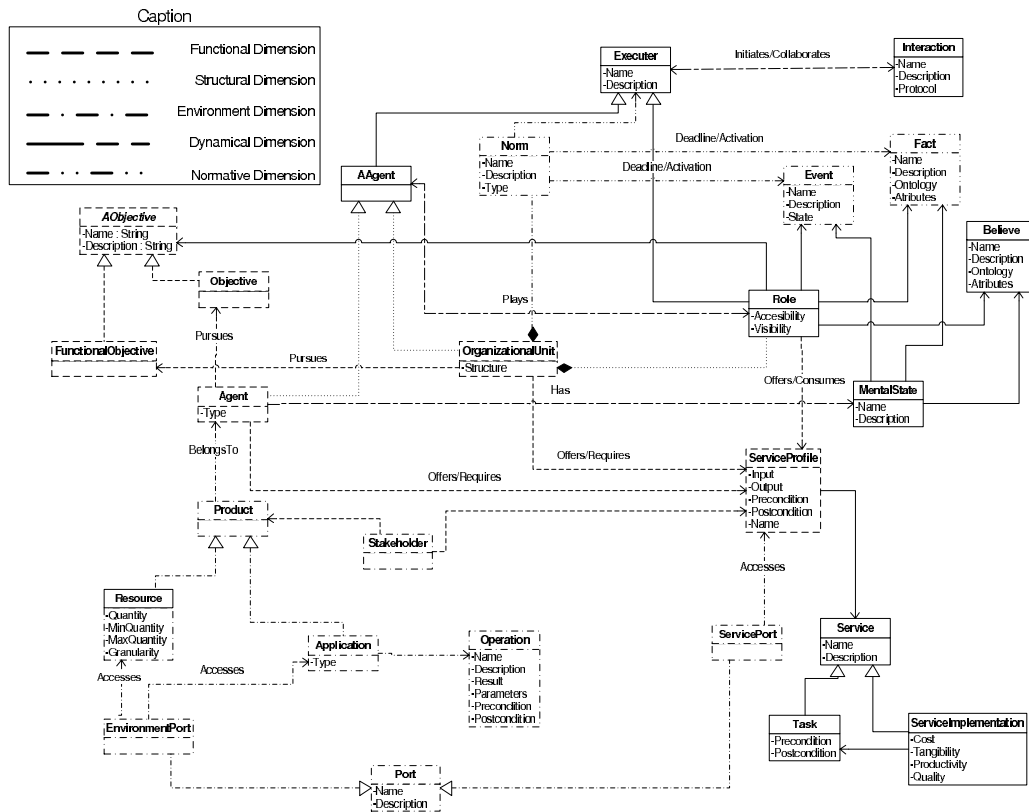 Caption
Functional Dimension
Structural Dimension
Environment Dimension
Dynamical Dimension
Normative Dimension
Executer
-Name
-Description
Initiates/Collaborates
Interaction
-Name
-Description
-Protocol
Norm
-Name
-Description
-Type
Deadline/Activation
Deadline/Activation
Fact
-Name
-Description
-Ontology
-Atributes
AAgent
Event
-Name
-Description
-State
AObjective
-Name : String
-Description : String
Believe
-Name
-Description
-Ontology
-Atributes
Objective
Role
-Accesibility
-Visibility
Plays
Pursues
FunctionalObjective
Pursues
OrganizationalUnit
-Structure
Has
Offers/Consumes
Agent
-Type
MentalState
-Name
-Description
BelongsTo
Offers/Requires
Offers/Requires
ServiceProfile
-Input
-Output
-Precondition
-Postcondition
-Name
Product
Stakeholder
Accesses
Resource
-Quantity
-MinQuantity
-MaxQuantity
-Granularity
Application
-Type
Operation
-Name
-Description
-Result
-Parameters
-Precondition
-Postcondition
ServicePort
Service
-Name
-Description
Accesses
Accesses
EnvironmentPort
Task
-Precondition
-Postcondition
ServiceImplementation
-Cost
-Tangibility
-Productivity
-Quality
Port
-Name
-Description